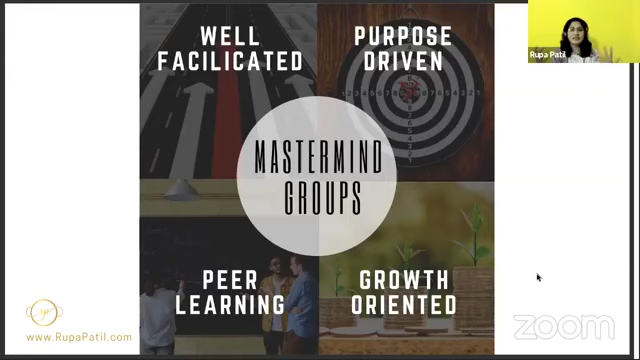 WELL
FACILICATED
PURPOSE
DRIVEN
Rupa Patil
MASTERMIND
GROUPS
PEER
LEARNING
GROWTH
ORIENTED
www.RupaPatil.com
zoom